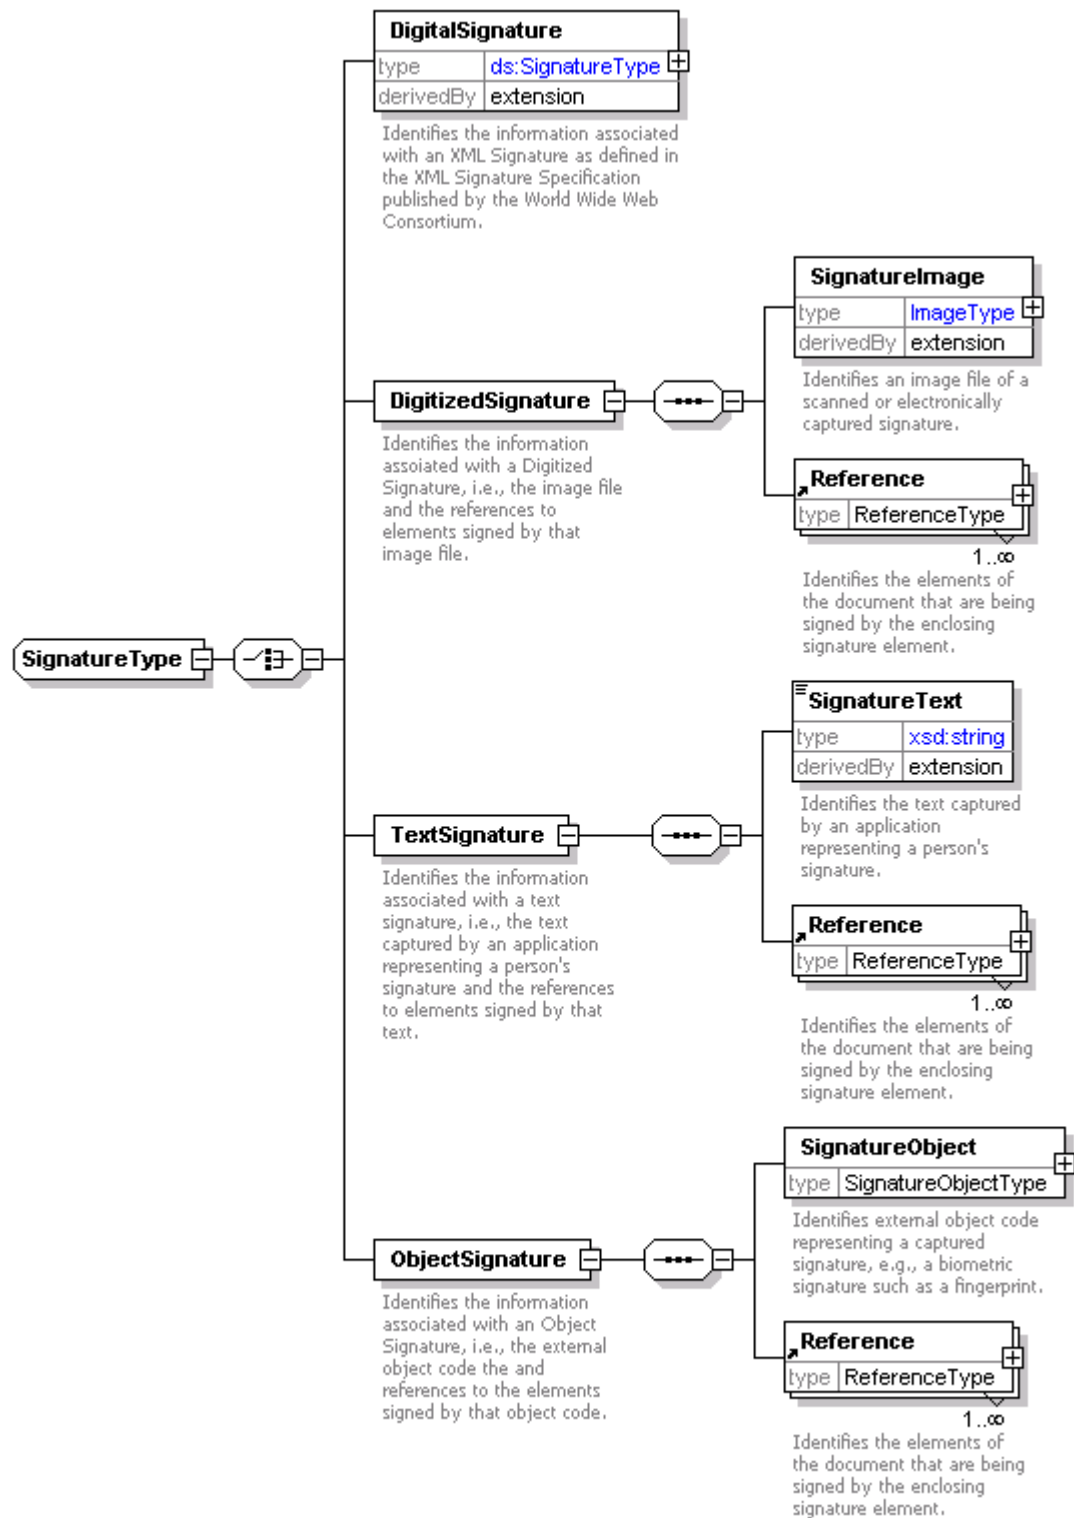 DigitalSignature
type ds:SignatureType
derivedBy extension
Identifies the information associated
with an XML Signature as defined in
the XML Signature Specification
published by the World Wide Web
Consortium.
SignatureImage
type ImageType
derivedBy extension
Identifies an image file of a
scanned or electronically
captured signature.
DigitizedSignature
Identifies the information
assoiated with a Digitized
Signature, i.e., the image file
and the references to
elements signed by that
image file.
Reference
type ReferenceType
1..∞
Identifies the elements of
the document that are being
signed by the enclosing
signature element.
SignatureType
SignatureText
type xsd:string
derivedBy extension
Identifies the text captured
by an application
representing a person's
signature.
TextSignature
Identifies the information
associated with a text
signature, i.e., the text
captured by an application
representing a person's
signature and the references
to elements signed by that
text.
Reference
type ReferenceType
1..∞
Identifies the elements of
the document that are being
signed by the enclosing
signature element.
SignatureObject
type SignatureObjectType
Identifies external object code
representing a captured
signature, e.g., a biometric
signature such as a fingerprint.
ObjectSignature
Identifies the information
associated with an Object
Signature, i.e., the external
object code the and
references to the elements
signed by that object code.
Reference
type ReferenceType
1..∞
Identifies the elements of
the document that are being
signed by the enclosing
signature element.